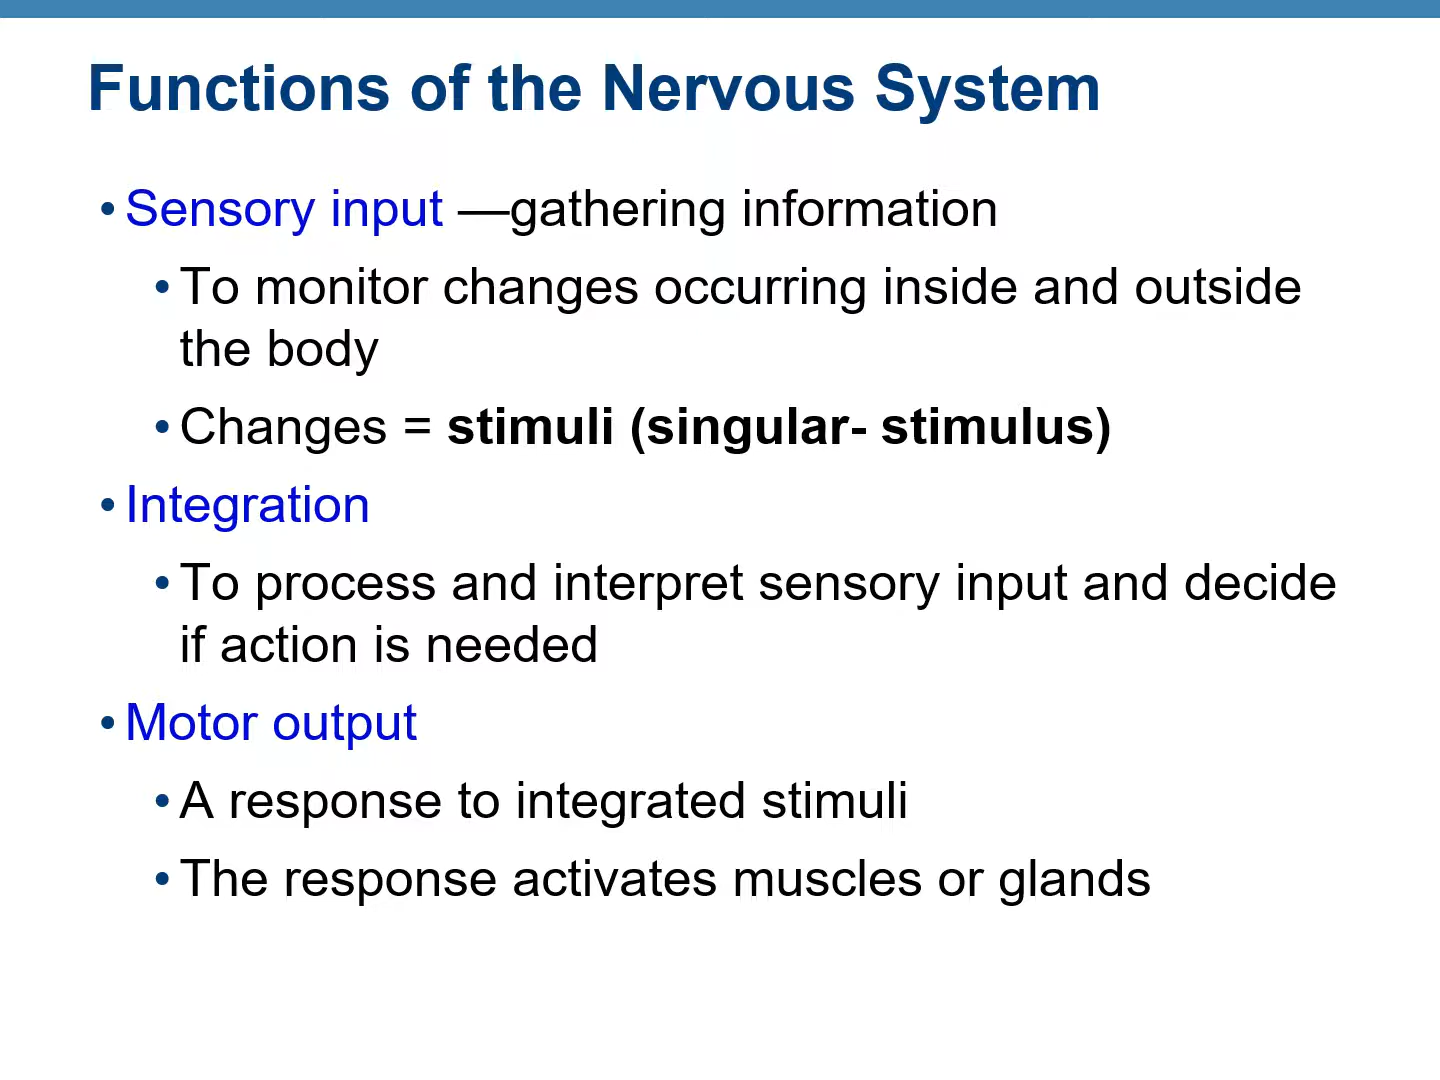 Functions of the Nervous System
• Sensory input —gathering information
• To monitor changes occurring inside and outside
the body
• Changes = stimuli (singular- stimulus)
• Integration
• To process and interpret sensory input and decide
if action is needed
• Motor output
• A response to integrated stimuli
• The response activates muscles or glands